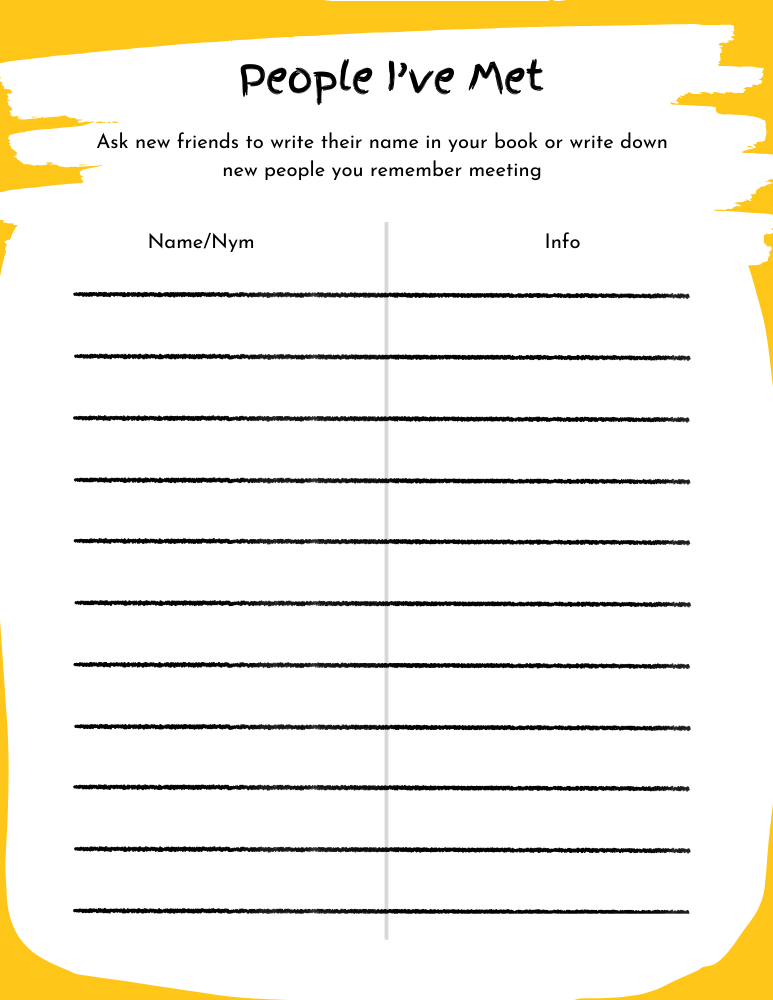 People I've Met
Ask new friends to write their name in your book or write down
new people you remember meeting
Name/Nym Info